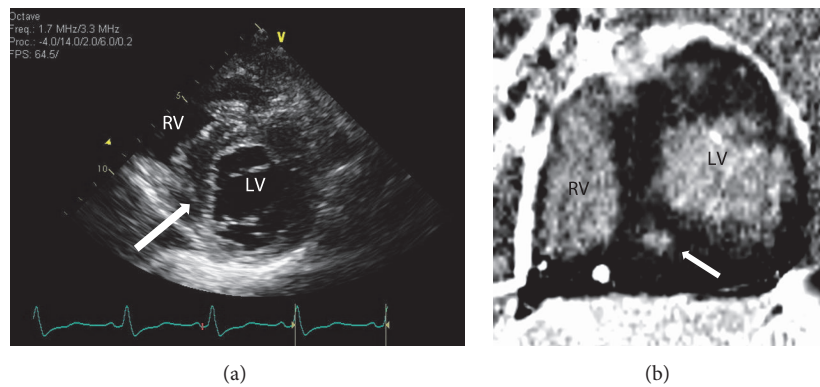 Octave
Freq.: 1.7 MHz/3.3 MHz
Proc.: -4.0/14.0/2.0/6.0/0.2
FPS: 64.5/
V
5
10
RV
LV
RV
LV
(a)
(b)